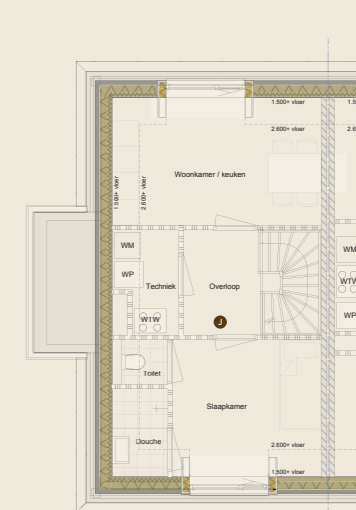 1.500+ vloer
1.5
2.600+ vloer
2.6
Woonkamer / keuken
1.500+ vloer
2.600+ vloer
WM
WM
WP
Techniek
Overloop
WTW
WTW
WP
J
Toilet
Slaapkamer
Douche
2.600+ vloer
1.500+ vloer